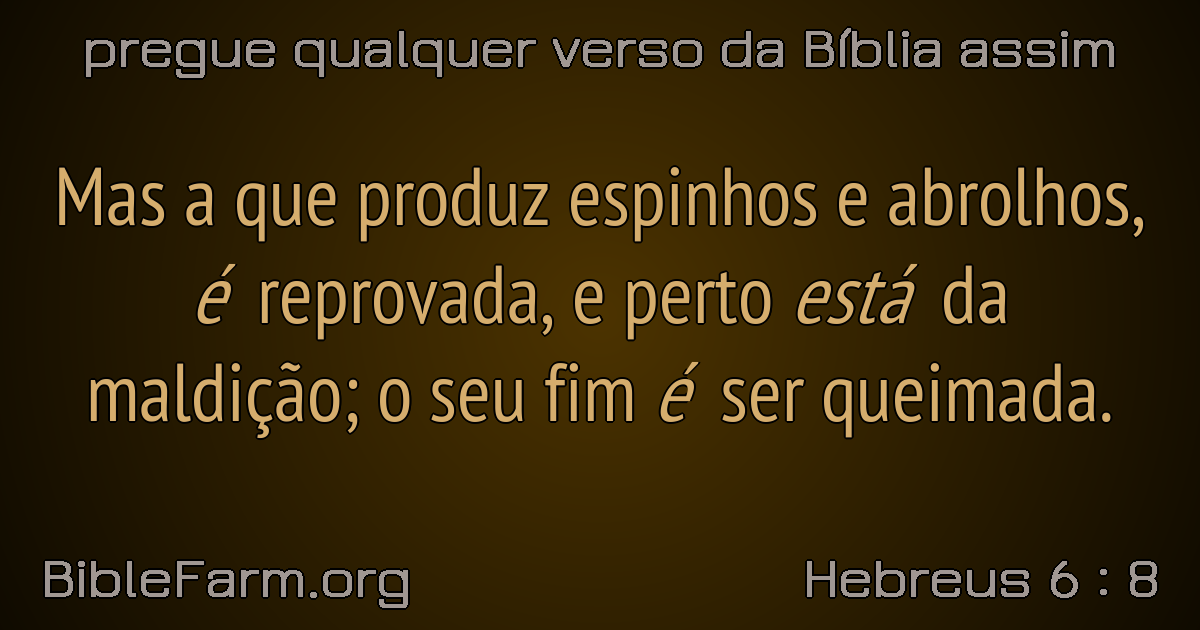 pregue qualquer verso da Bíblia assim
Mas a que produz espinhos e abrolhos,
é reprovada, e perto está da
maldição; o seu fim é ser queimada.
BibleFarm.org
Hebreus 6 : 8